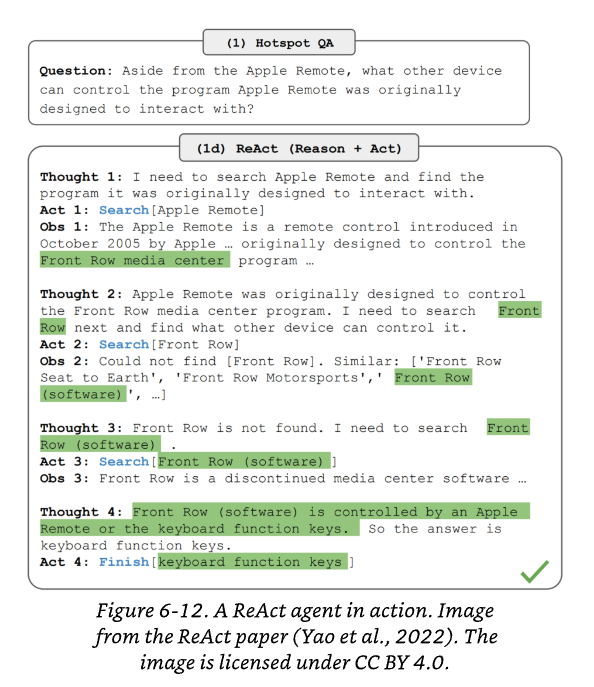 (1) Hotspot QA
Question: Aside from the Apple Remote, what other device
can control the program Apple Remote was originally
designed to interact with?
(1d) ReAct (Reason + Act)
Thought 1: I need to search Apple Remote and find the
program it was originally designed to interact with.
Act 1: Search[Apple Remote]
Obs 1: The Apple Remote is a remote control introduced in
October 2005 by Apple … originally designed to control the
Front Row media center program …
Thought 2: Apple Remote was originally designed to control
the Front Row media center program. I need to search Front
Row next and find what other device can control it.
Act 2: Search[Front Row]
Obs 2: Could not find [Front Row]. Similar: ['Front Row
Seat to Earth', 'Front Row Motorsports',' Front Row
(software)', …]
Thought 3: Front Row is not found. I need to search Front
Row (software) .
Act 3: Search[Front Row (software)]
Obs 3: Front Row is a discontinued media center software …
Thought 4: Front Row (software) is controlled by an Apple
Remote or the keyboard function keys. So the answer is
keyboard function keys.
Act 4: Finish[keyboard function keys]
Figure 6-12. A ReAct agent in action. Image
from the ReAct paper (Yao et al., 2022). The
image is licensed under CC BY 4.0.